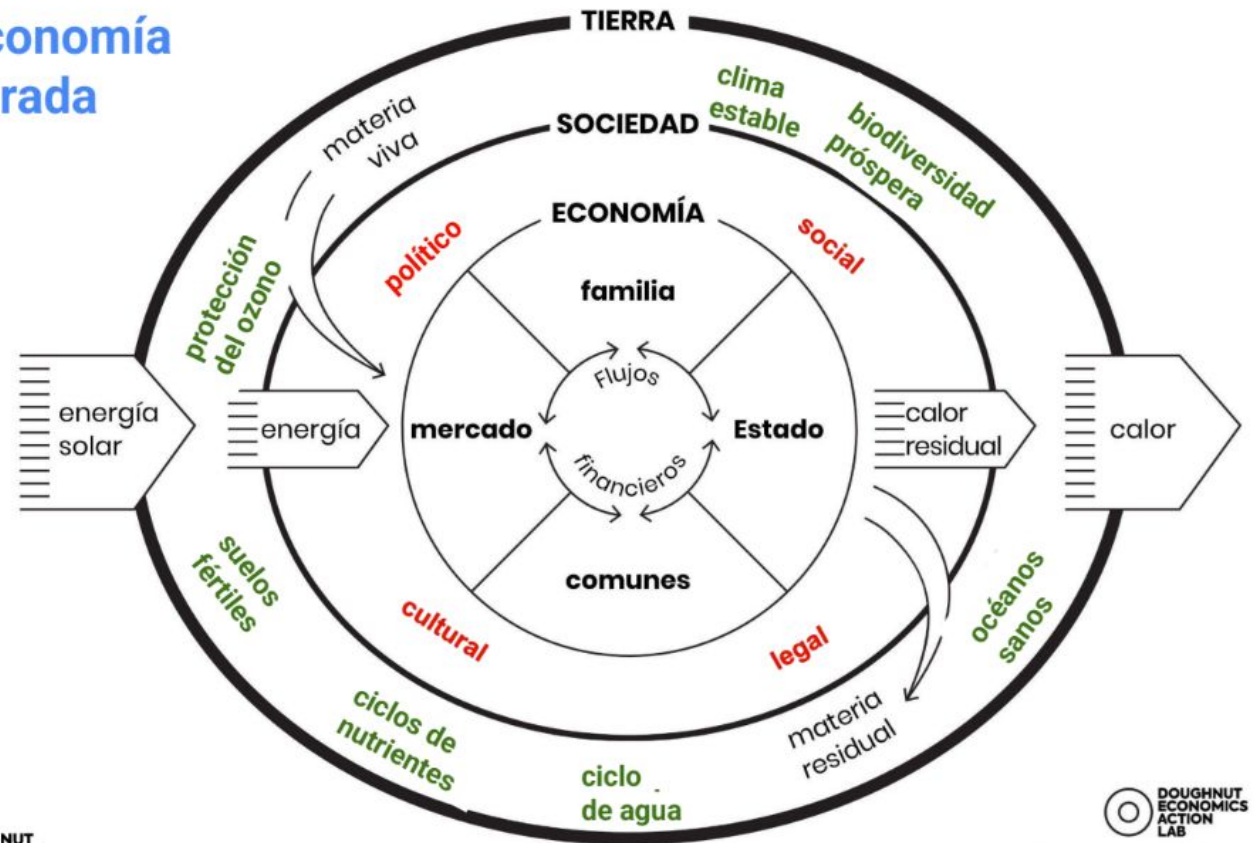 conomía
rada
TIERRA
clima
estable
biodiversidad
próspera
materia
viva
SOCIEDAD
ECONOMÍA
político
social
familia
protección
del ozono
Flujos
energía
solar
energía
mercado
Estado
calor
residual
calor
financieros
suelos
fértiles
comunes
océanos
sanos
cultural
legal
ciclos de
nutrientes
materia
residual
ciclo
de agua
DOUGHNUT
ECONOMICS
ACTION
LAB
NUT